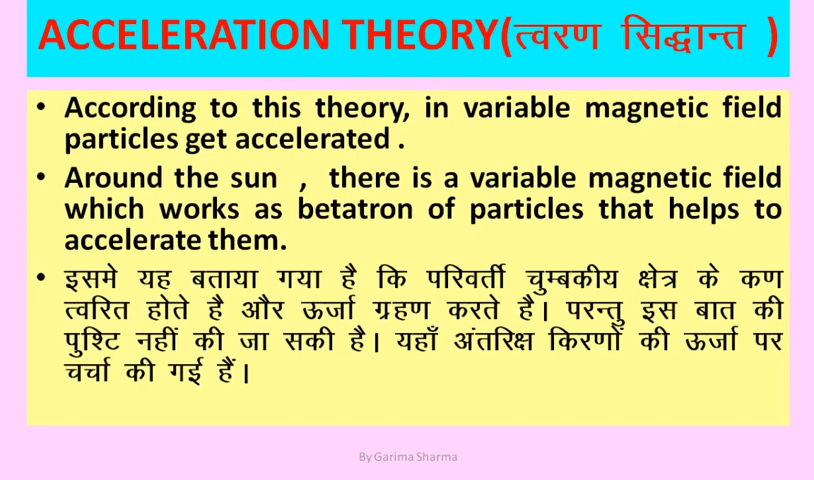 ACCELERATION THEORY(त्वरण सिद्धान्त )
• According to this theory, in variable magnetic field
particles get accelerated .
• Around the sun , there is a variable magnetic field
which works as betatron of particles that helps to
accelerate them.
• इसमे यह बताया गया है कि परिवर्ती चुम्बकीय क्षेत्र के कण
त्वरित होते है और ऊर्जा ग्रहण करते है। परन्तु इस बात की
पुश्टि नहीं की जा सकी है। यहाँ अंतरिक्ष किरणों की ऊर्जा पर
चर्चा की गई हैं।
By Garima Sharma